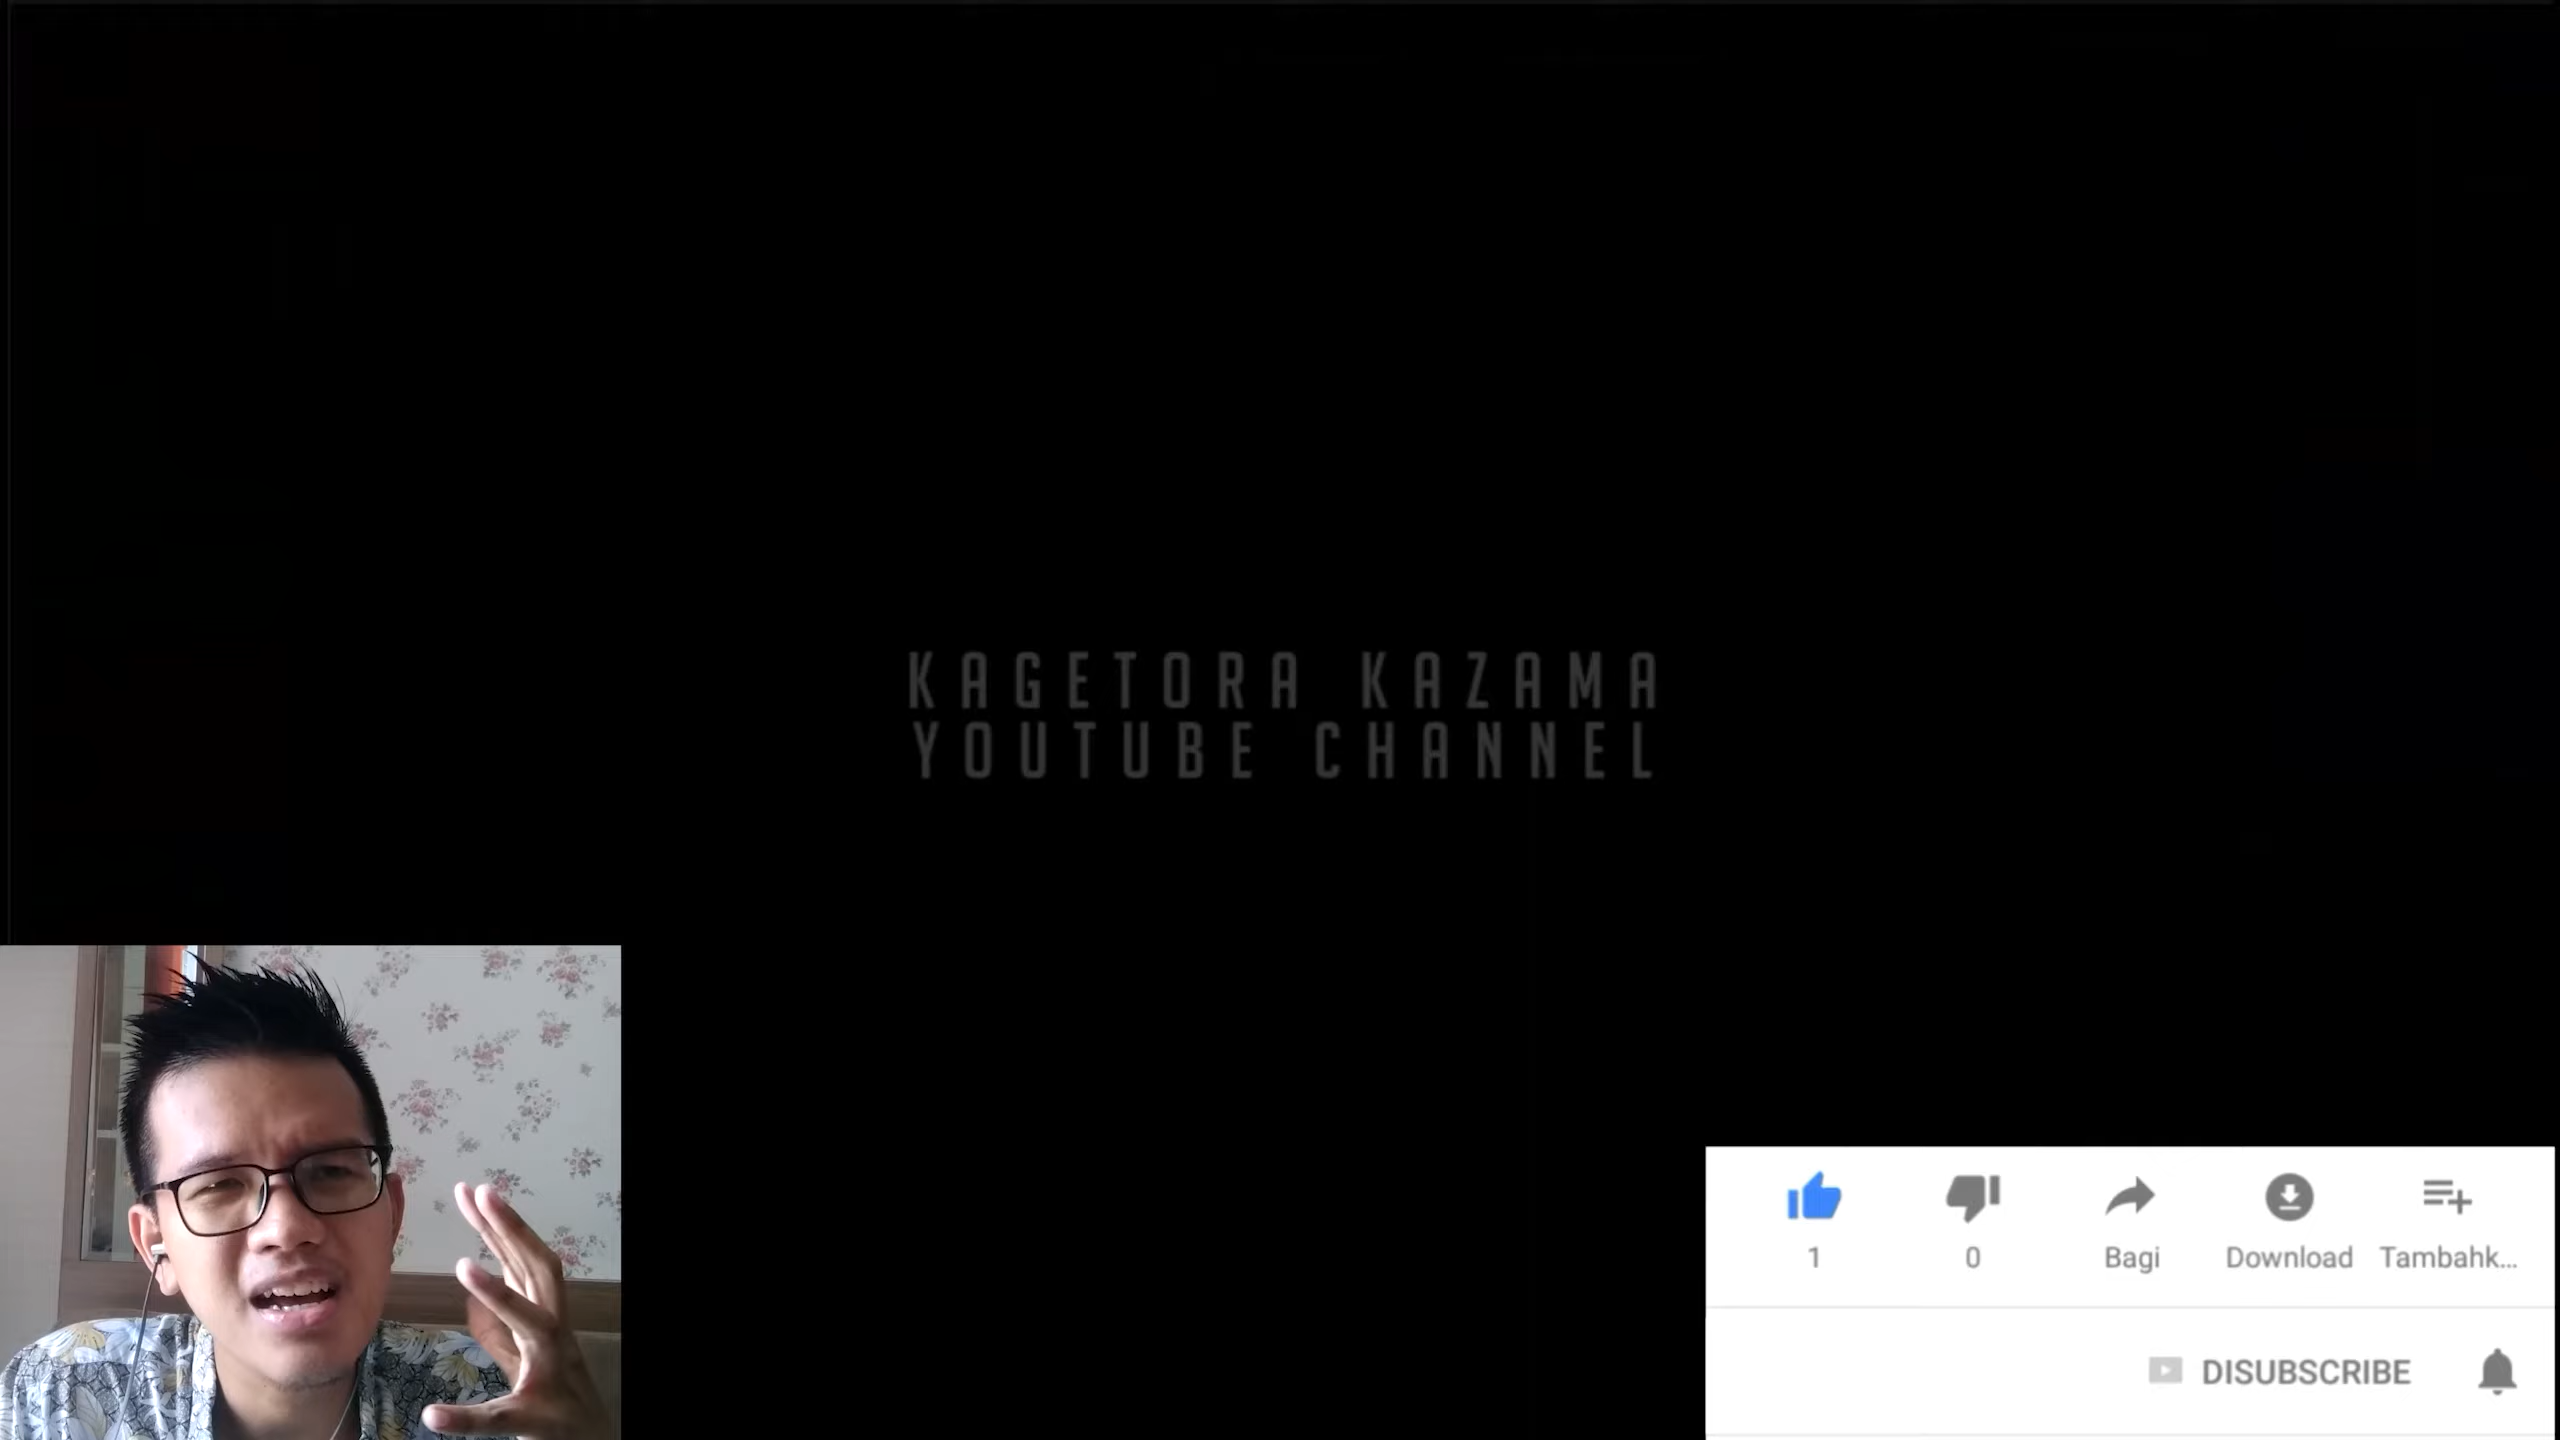 KAGETORA KAZAMA
YOUTUBE CHANNEL
1 0
Bagi Download Tambahk...
DISUBSCRIBE